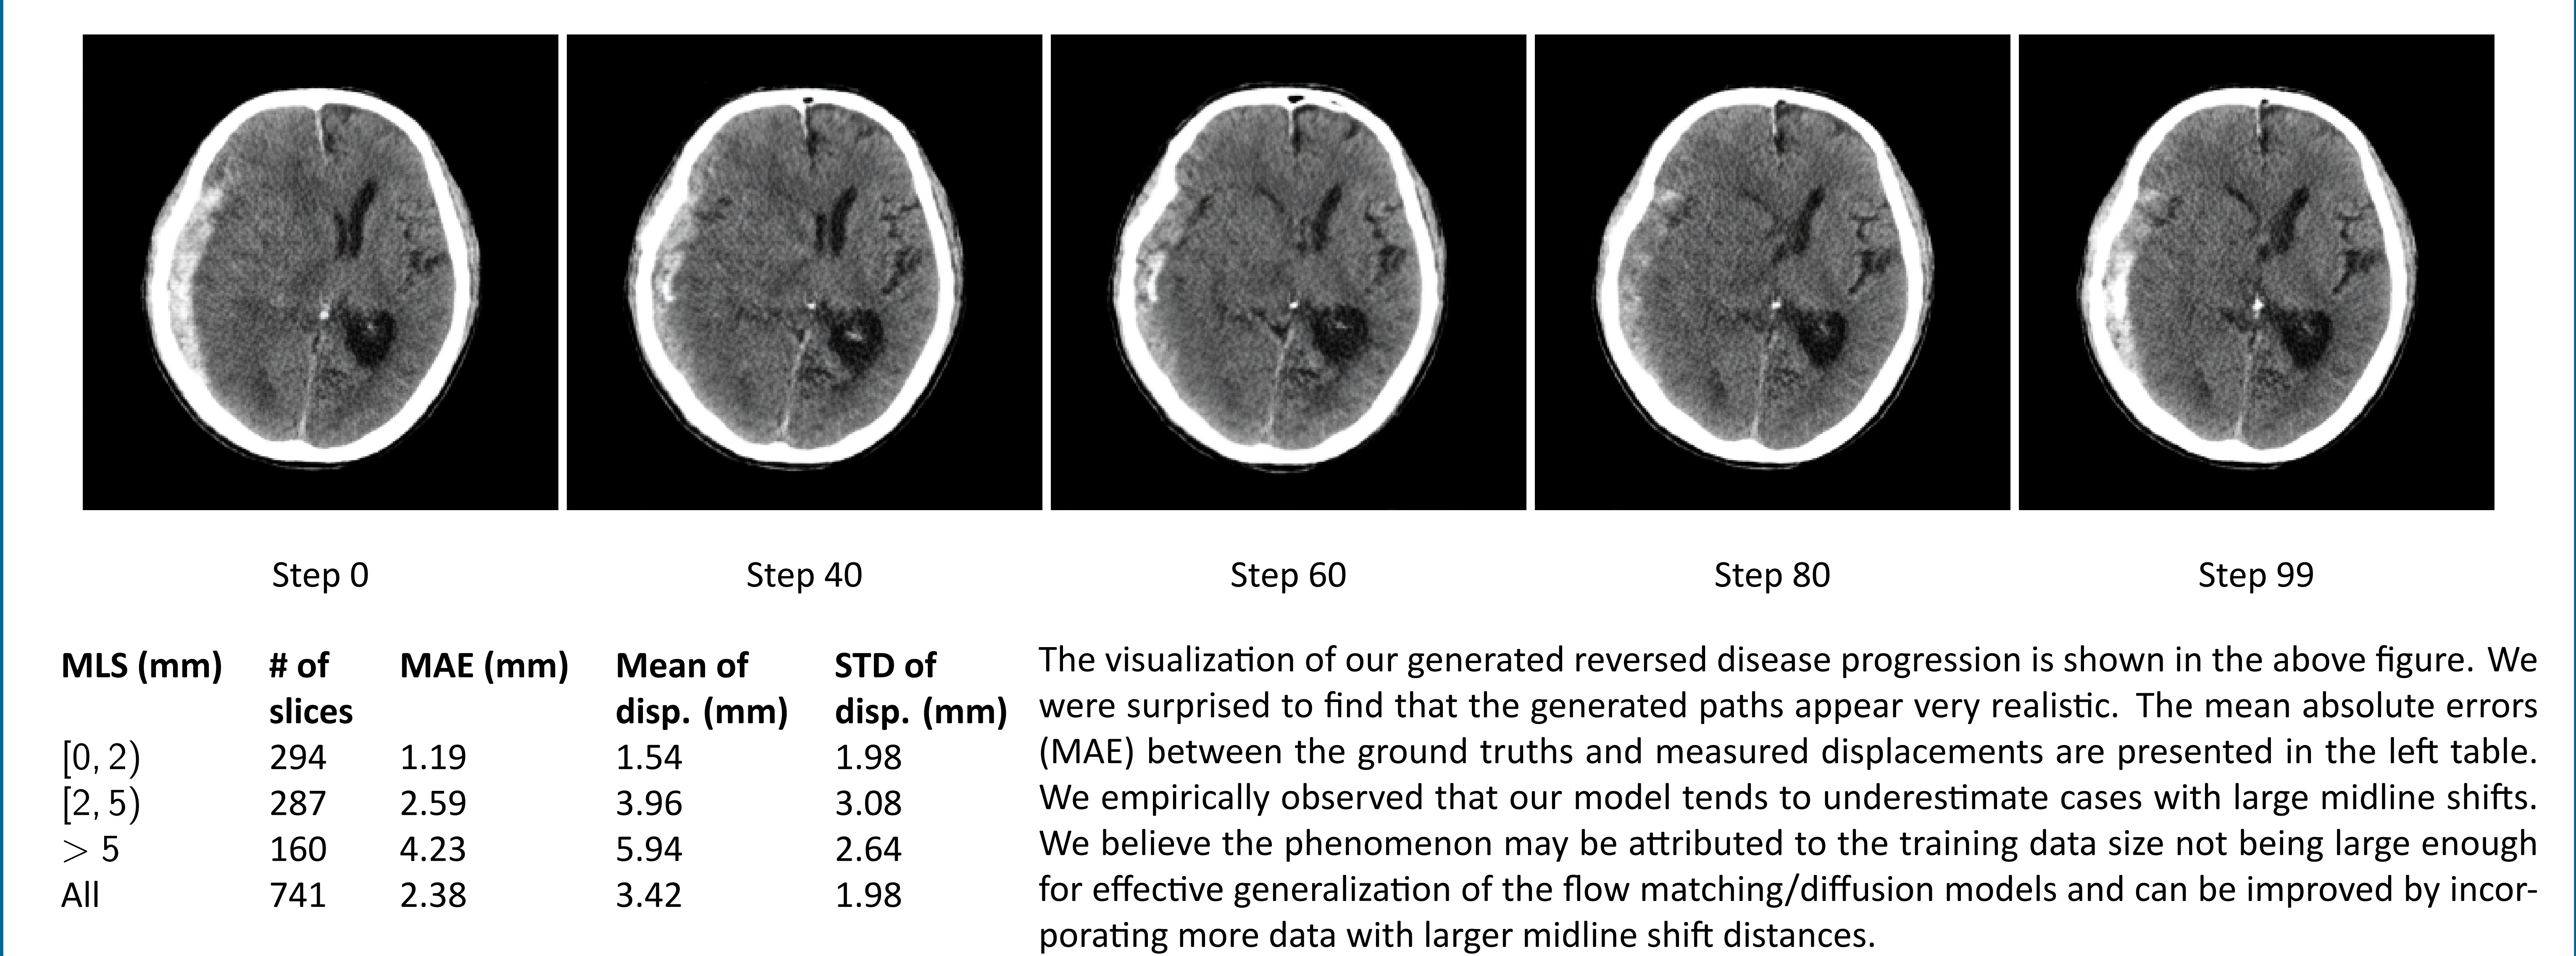 Step 0
Step 40
Step 60
Step 80
Step 99
MLS (mm) # of slices MAE (mm) Mean of disp. (mm) STD of disp. (mm)
[0, 2) 294 1.19 1.54 1.98
[2, 5) 287 2.59 3.96 3.08
> 5 160 4.23 5.94 2.64
All 741 2.38 3.42 1.98
The visualization of our generated reversed disease progression is shown in the above figure. We
were surprised to find that the generated paths appear very realistic. The mean absolute errors
(MAE) between the ground truths and measured displacements are presented in the left table.
We empirically observed that our model tends to underestimate cases with large midline shifts.
We believe the phenomenon may be attributed to the training data size not being large enough
for effective generalization of the flow matching/diffusion models and can be improved by incor-
porating more data with larger midline shift distances.